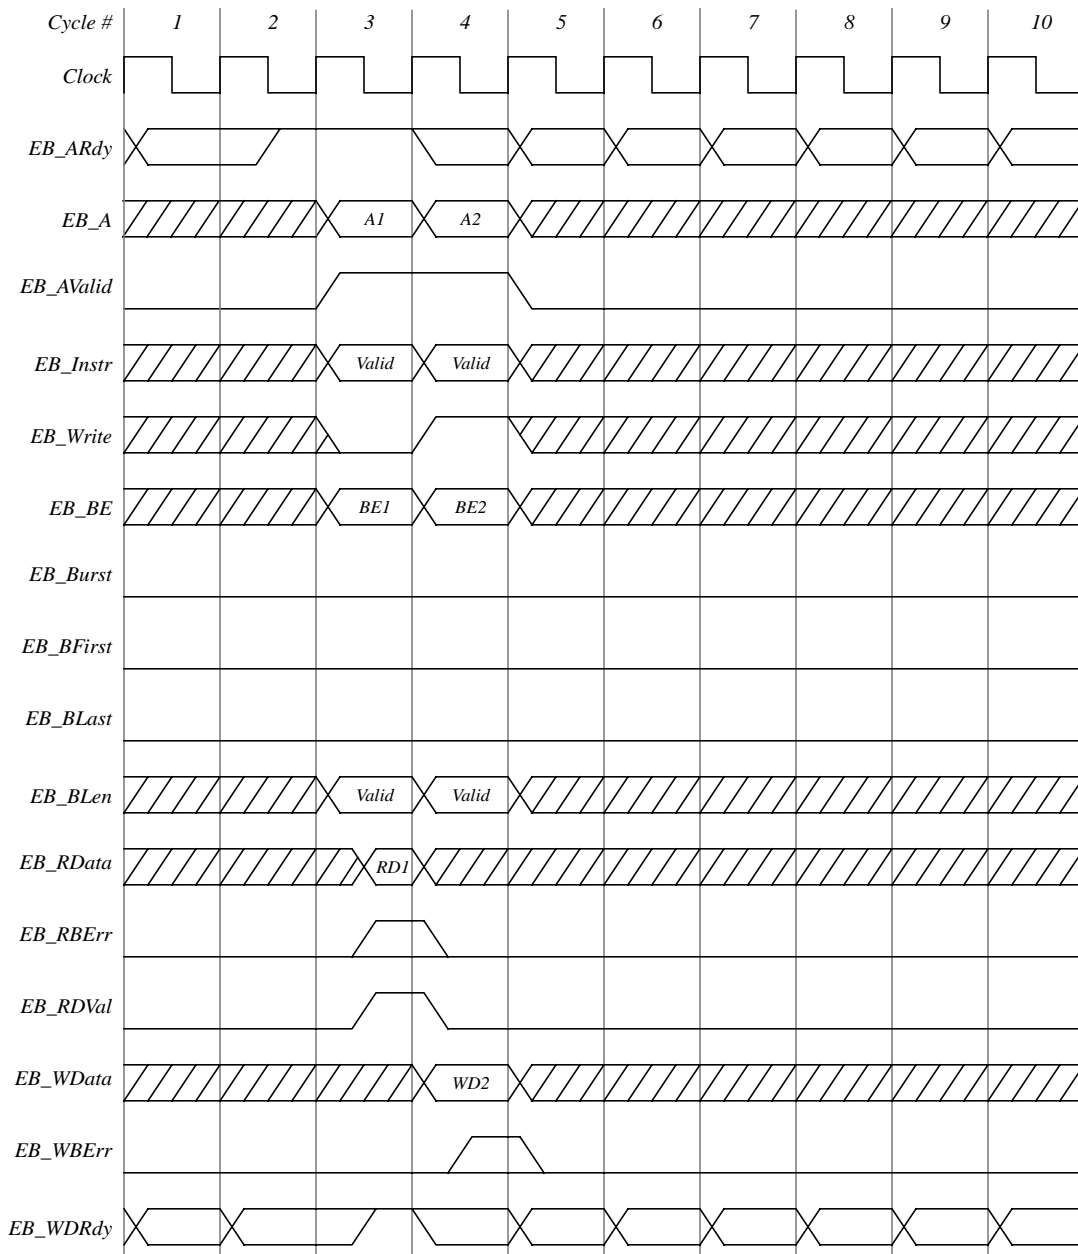 Cycle # 1 2 3 4 5 6 7 8 9 10
Clock
EB_ARdy
EB_A A1 A2
EB_AValid
EB_Instr Valid Valid
EB_Write
EB_BE BE1 BE2
EB_Burst
EB_BFirst
EB_BLast
EB_BLen Valid Valid
EB_RData RD1
EB_RBErr
EB_RDVal
EB_WData WD2
EB_WBErr
EB_WDRdy